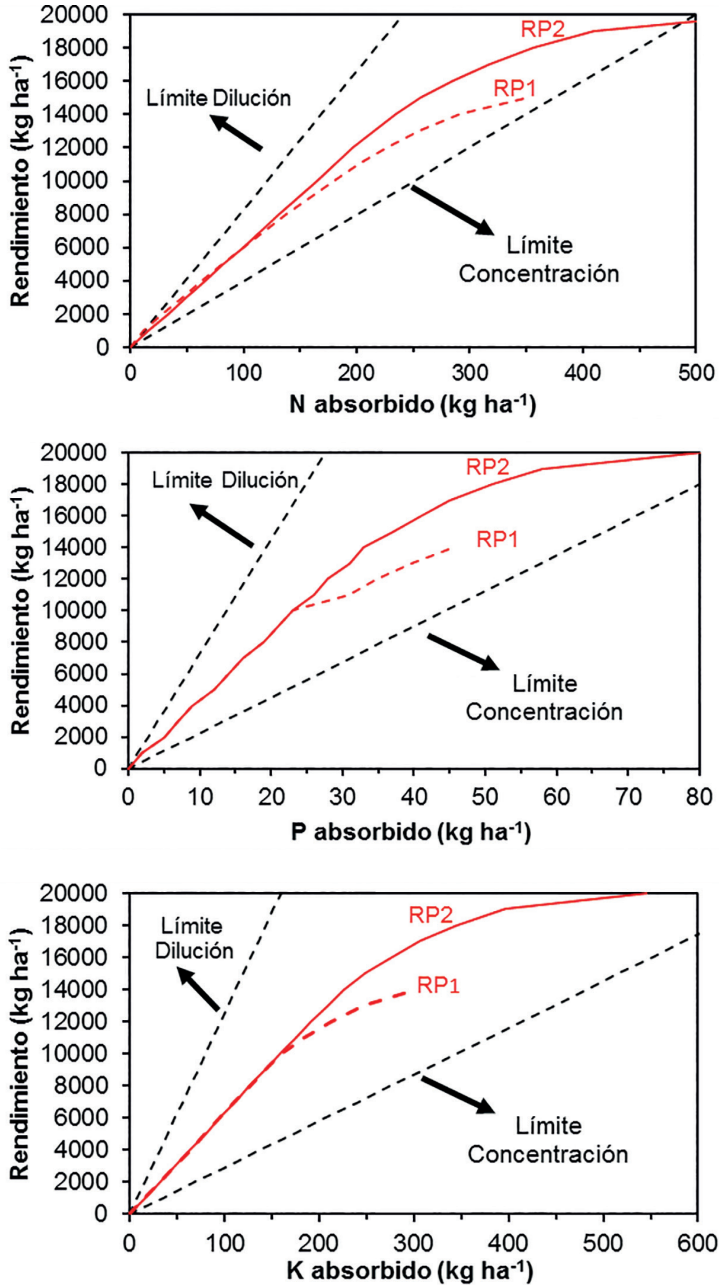 Rendimiento (kg ha-1)
20000
18000
16000
14000
12000
10000
8000
6000
4000
2000
0
Límite Dilución
RP2
RP1
Límite
Concentración
0
100
200
300
400
500
N absorbido (kg ha-1)
Rendimiento (kg ha-1)
20000
18000
16000
14000
12000
10000
8000
6000
4000
2000
0
Límite Dilución
RP2
RP1
Límite
Concentración
0
10
20
30
40
50
60
70
80
P absorbido (kg ha-1)
Rendimiento (kg ha-1)
20000
18000
16000
14000
12000
10000
8000
6000
4000
2000
0
Límite
Dilución
RP2
RP1
Límite
Concentración
0
100
200
300
400
500
600
K absorbido (kg ha-1)